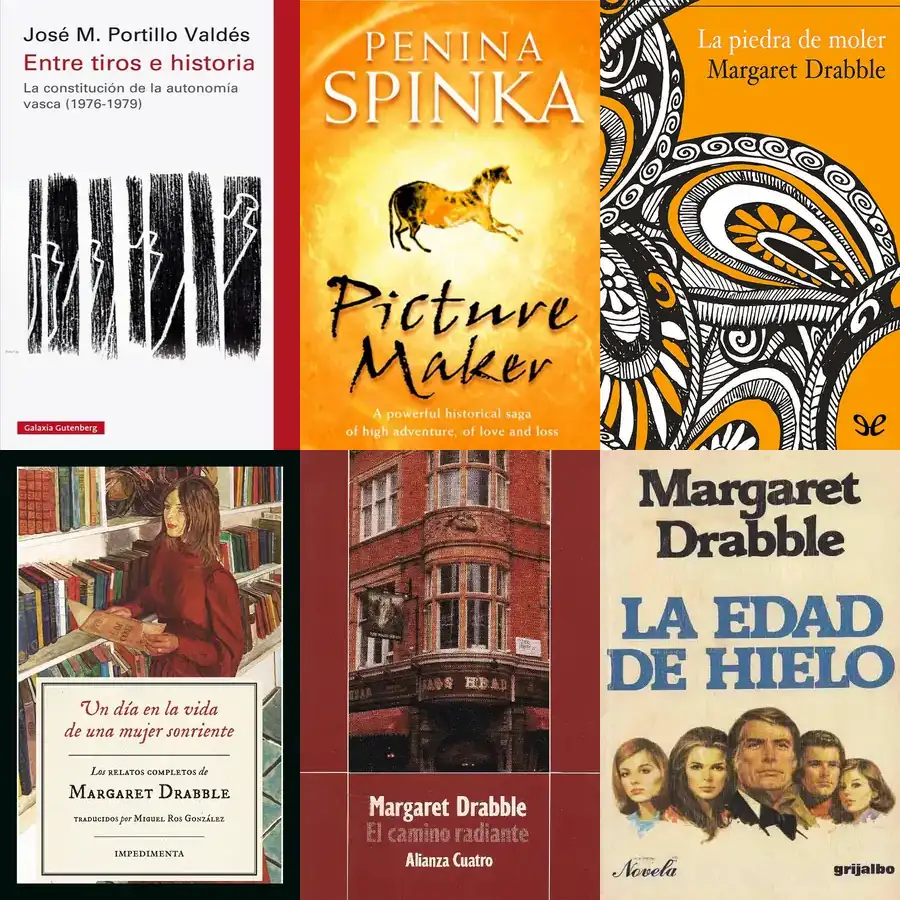 José M. Portillo Valdés
Entre tiros e historia
La constitución de la autonomía
vasca (1976-1979)
Galaxia Gutenberg
PENINA
SPINKA
Picture
Maker
A powerful historical saga
of high adventure, of love and loss
La piedra de moler
Margaret Drabble
Un día en la vida
de una mujer sonriente
Los relatos completos de
Margaret Drabble
traducidos por Miguel Ros González
IMPEDIMENTA
Margaret Drabble
El camino radiante
Alianza Cuatro
Margaret
Drabble
LA EDAD
DE HIELO
Novela
grijalbo